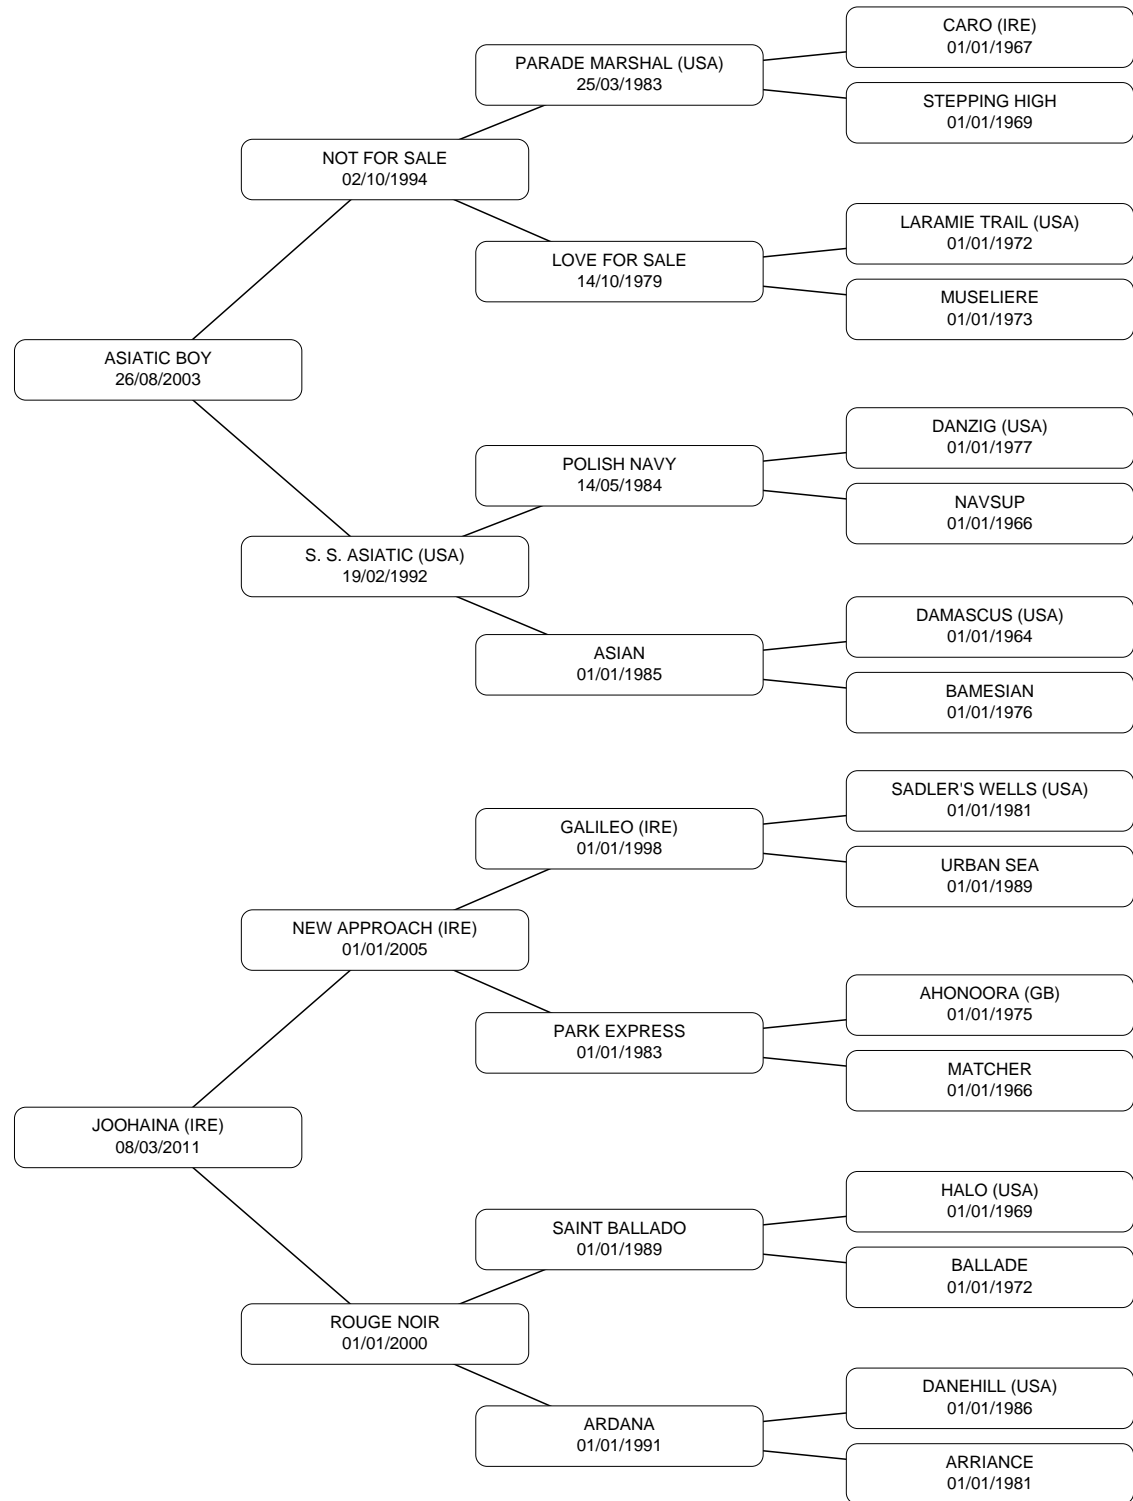 CARO (IRE)
01/01/1967
PARADE MARSHAL (USA)
25/03/1983
STEPPING HIGH
01/01/1969
NOT FOR SALE
02/10/1994
LARAMIE TRAIL (USA)
01/01/1972
LOVE FOR SALE
14/10/1979
MUSELIERE
01/01/1973
ASIATIC BOY
26/08/2003
DANZIG (USA)
01/01/1977
POLISH NAVY
14/05/1984
NAVSUP
01/01/1966
S. S. ASIATIC (USA)
19/02/1992
DAMASCUS (USA)
01/01/1964
ASIAN
01/01/1985
BAMESIAN
01/01/1976
SADLER'S WELLS (USA)
01/01/1981
GALILEO (IRE)
01/01/1998
URBAN SEA
01/01/1989
NEW APPROACH (IRE)
01/01/2005
AHONOORA (GB)
01/01/1975
PARK EXPRESS
01/01/1983
MATCHER
01/01/1966
JOOHAINA (IRE)
08/03/2011
HALO (USA)
01/01/1969
SAINT BALLADO
01/01/1989
BALLADE
01/01/1972
ROUGE NOIR
01/01/2000
DANEHILL (USA)
01/01/1986
ARDANA
01/01/1991
ARRIANCE
01/01/1981